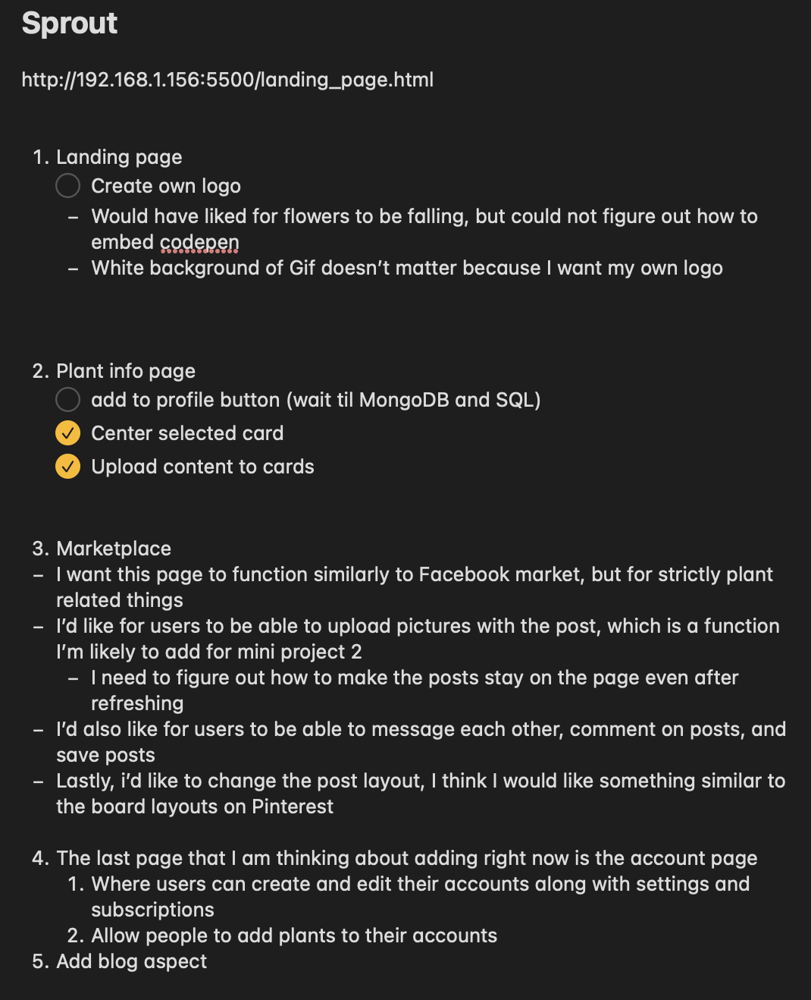 Sprout
http://192.168.1.156:5500/landing_page.html
1. Landing page
Create own logo
– Would have liked for flowers to be falling, but could not figure out how to
embed codepen
– White background of Gif doesn’t matter because I want my own logo
2. Plant info page
add to profile button (wait til MongoDB and SQL)
Center selected card
Upload content to cards
3. Marketplace
– I want this page to function similarly to Facebook market, but for strictly plant
related things
– I’d like for users to be able to upload pictures with the post, which is a function
I’m likely to add for mini project 2
– I need to figure out how to make the posts stay on the page even after
refreshing
– I’d also like for users to be able to message each other, comment on posts, and
save posts
– Lastly, i’d like to change the post layout, I think I would like something similar to
the board layouts on Pinterest
4. The last page that I am thinking about adding right now is the account page
1. Where users can create and edit their accounts along with settings and
subscriptions
2. Allow people to add plants to their accounts
5. Add blog aspect